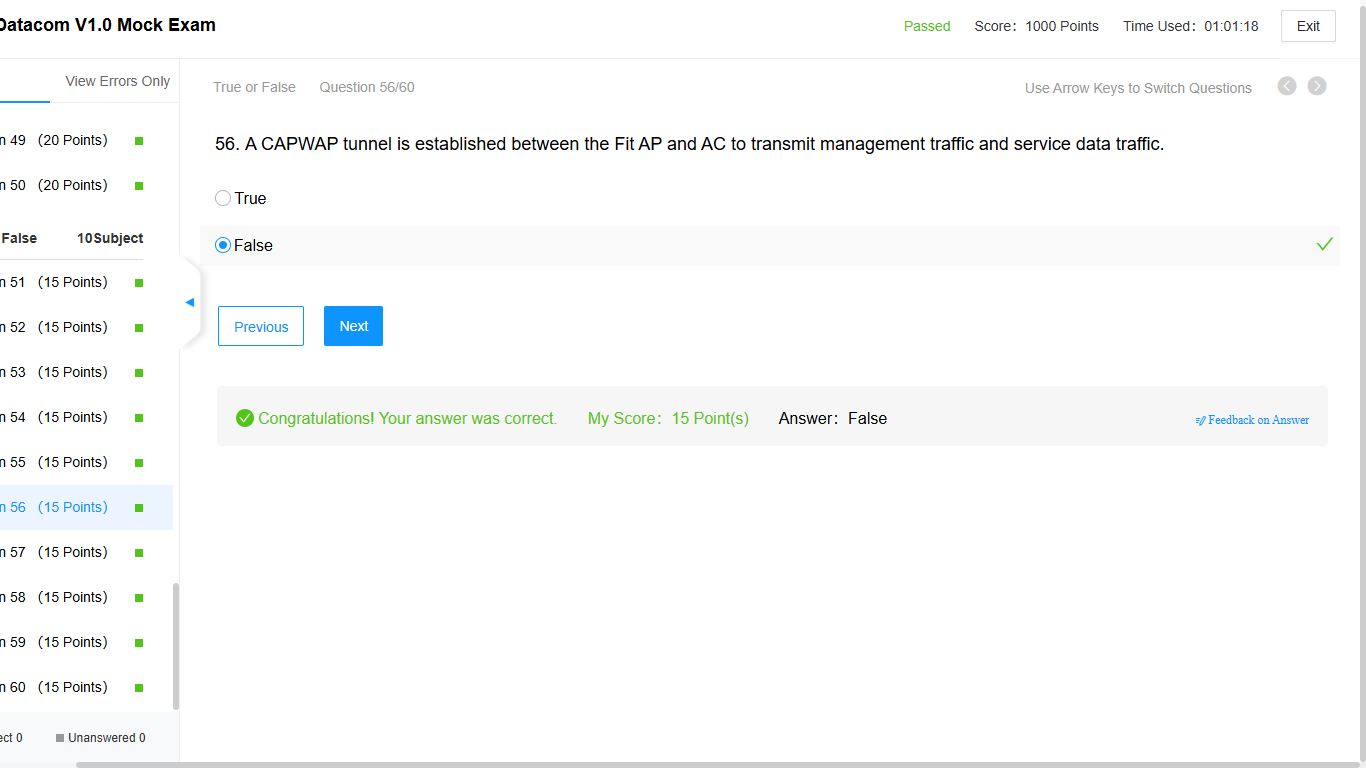 Datacom V1.0 Mock Exam
Passed Score: 1000 Points Time Used: 01:01:18 Exit
View Errors Only
True or False Question 56/60 Use Arrow Keys to Switch Questions
n 49 (20 Points)
n 50 (20 Points)
False 10Subject
n 51 (15 Points)
n 52 (15 Points)
n 53 (15 Points)
n 54 (15 Points)
n 55 (15 Points)
n 56 (15 Points)
n 57 (15 Points)
n 58 (15 Points)
n 59 (15 Points)
n 60 (15 Points)
ect 0 Unanswered 0
56. A CAPWAP tunnel is established between the Fit AP and AC to transmit management traffic and service data traffic.
True
False
Previous Next
Congratulations! Your answer was correct. My Score: 15 Point(s) Answer: False Feedback on Answer